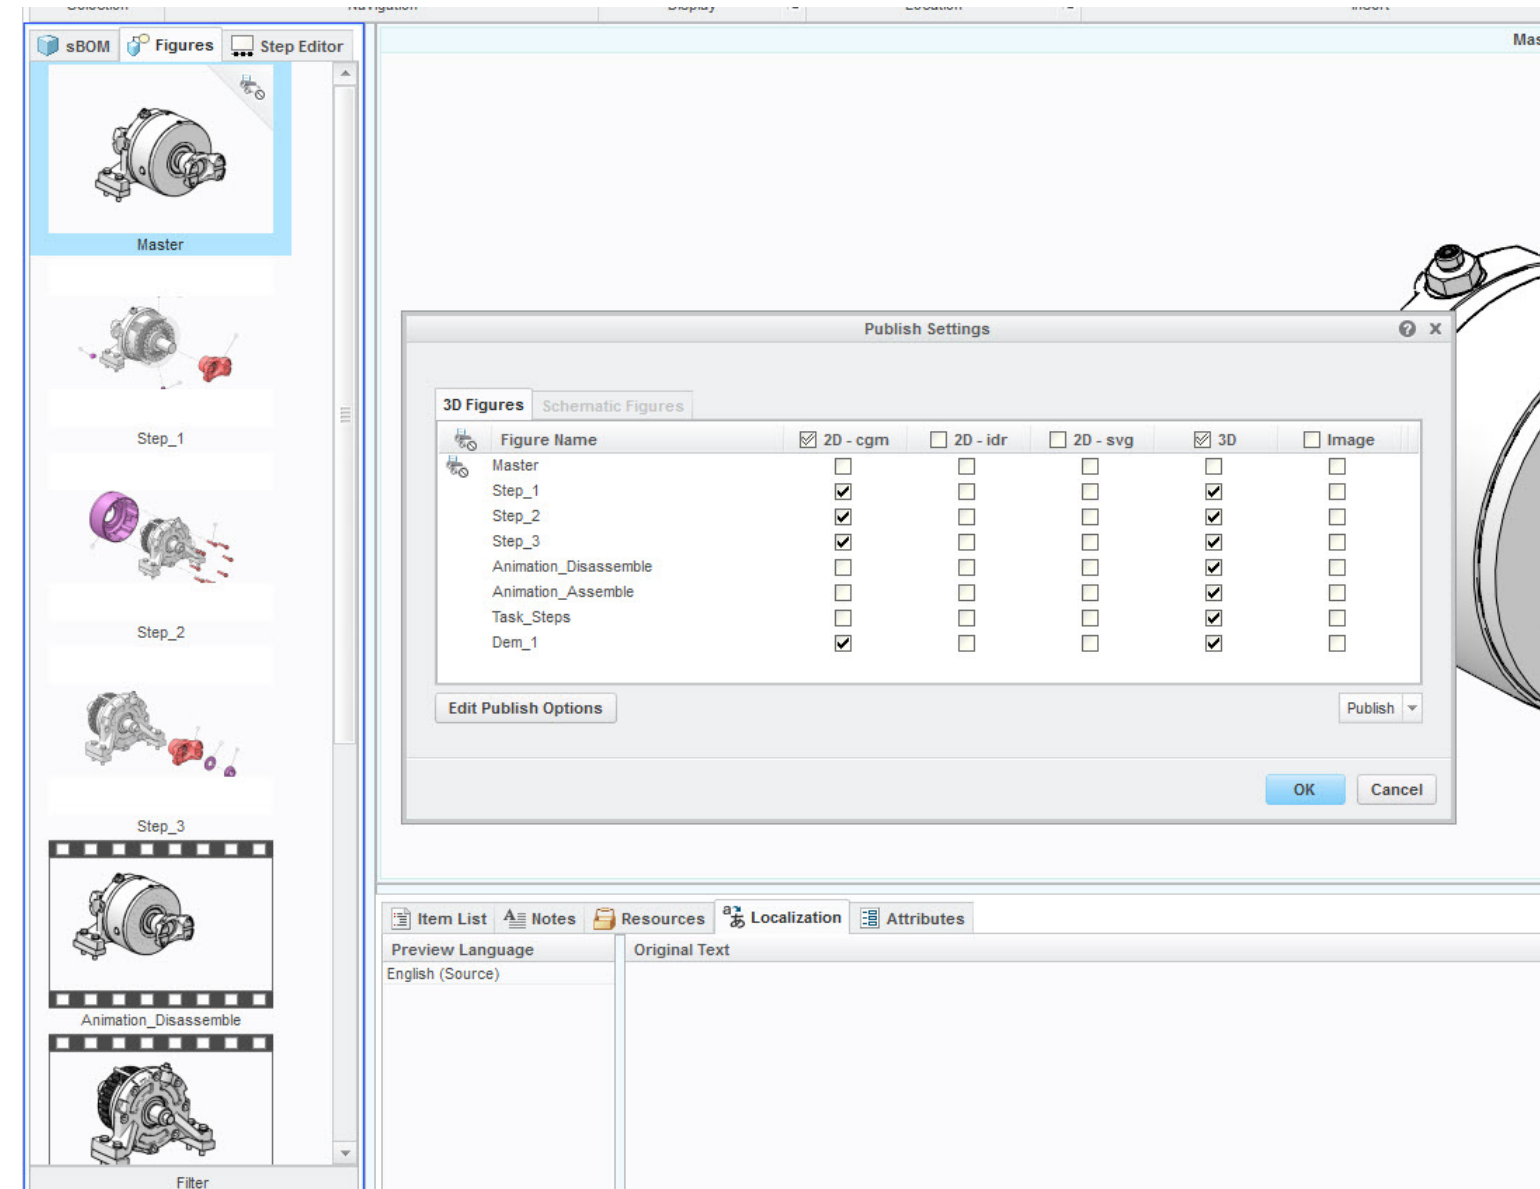 sBOM Figures Step Editor
Mas
Master
Step_1
Step_2
Step_3
Animation_Disassemble
Filter
Publish Settings
3D Figures Schematic Figures
Figure Name 2D - cgm 2D - idr 2D - svg 3D Image
Master
Step_1
Step_2
Step_3
Animation_Disassemble
Animation_Assemble
Task_Steps
Dem_1
Edit Publish Options Publish
OK Cancel
Item List Notes Resources Localization Attributes
Preview Language Original Text
English (Source)